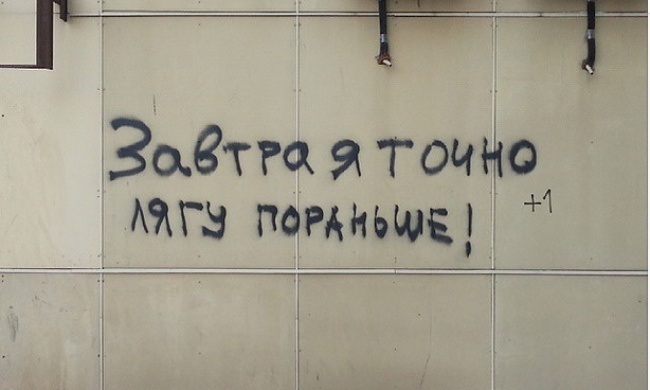 Завтра я точно
лягу пораньше!
+1